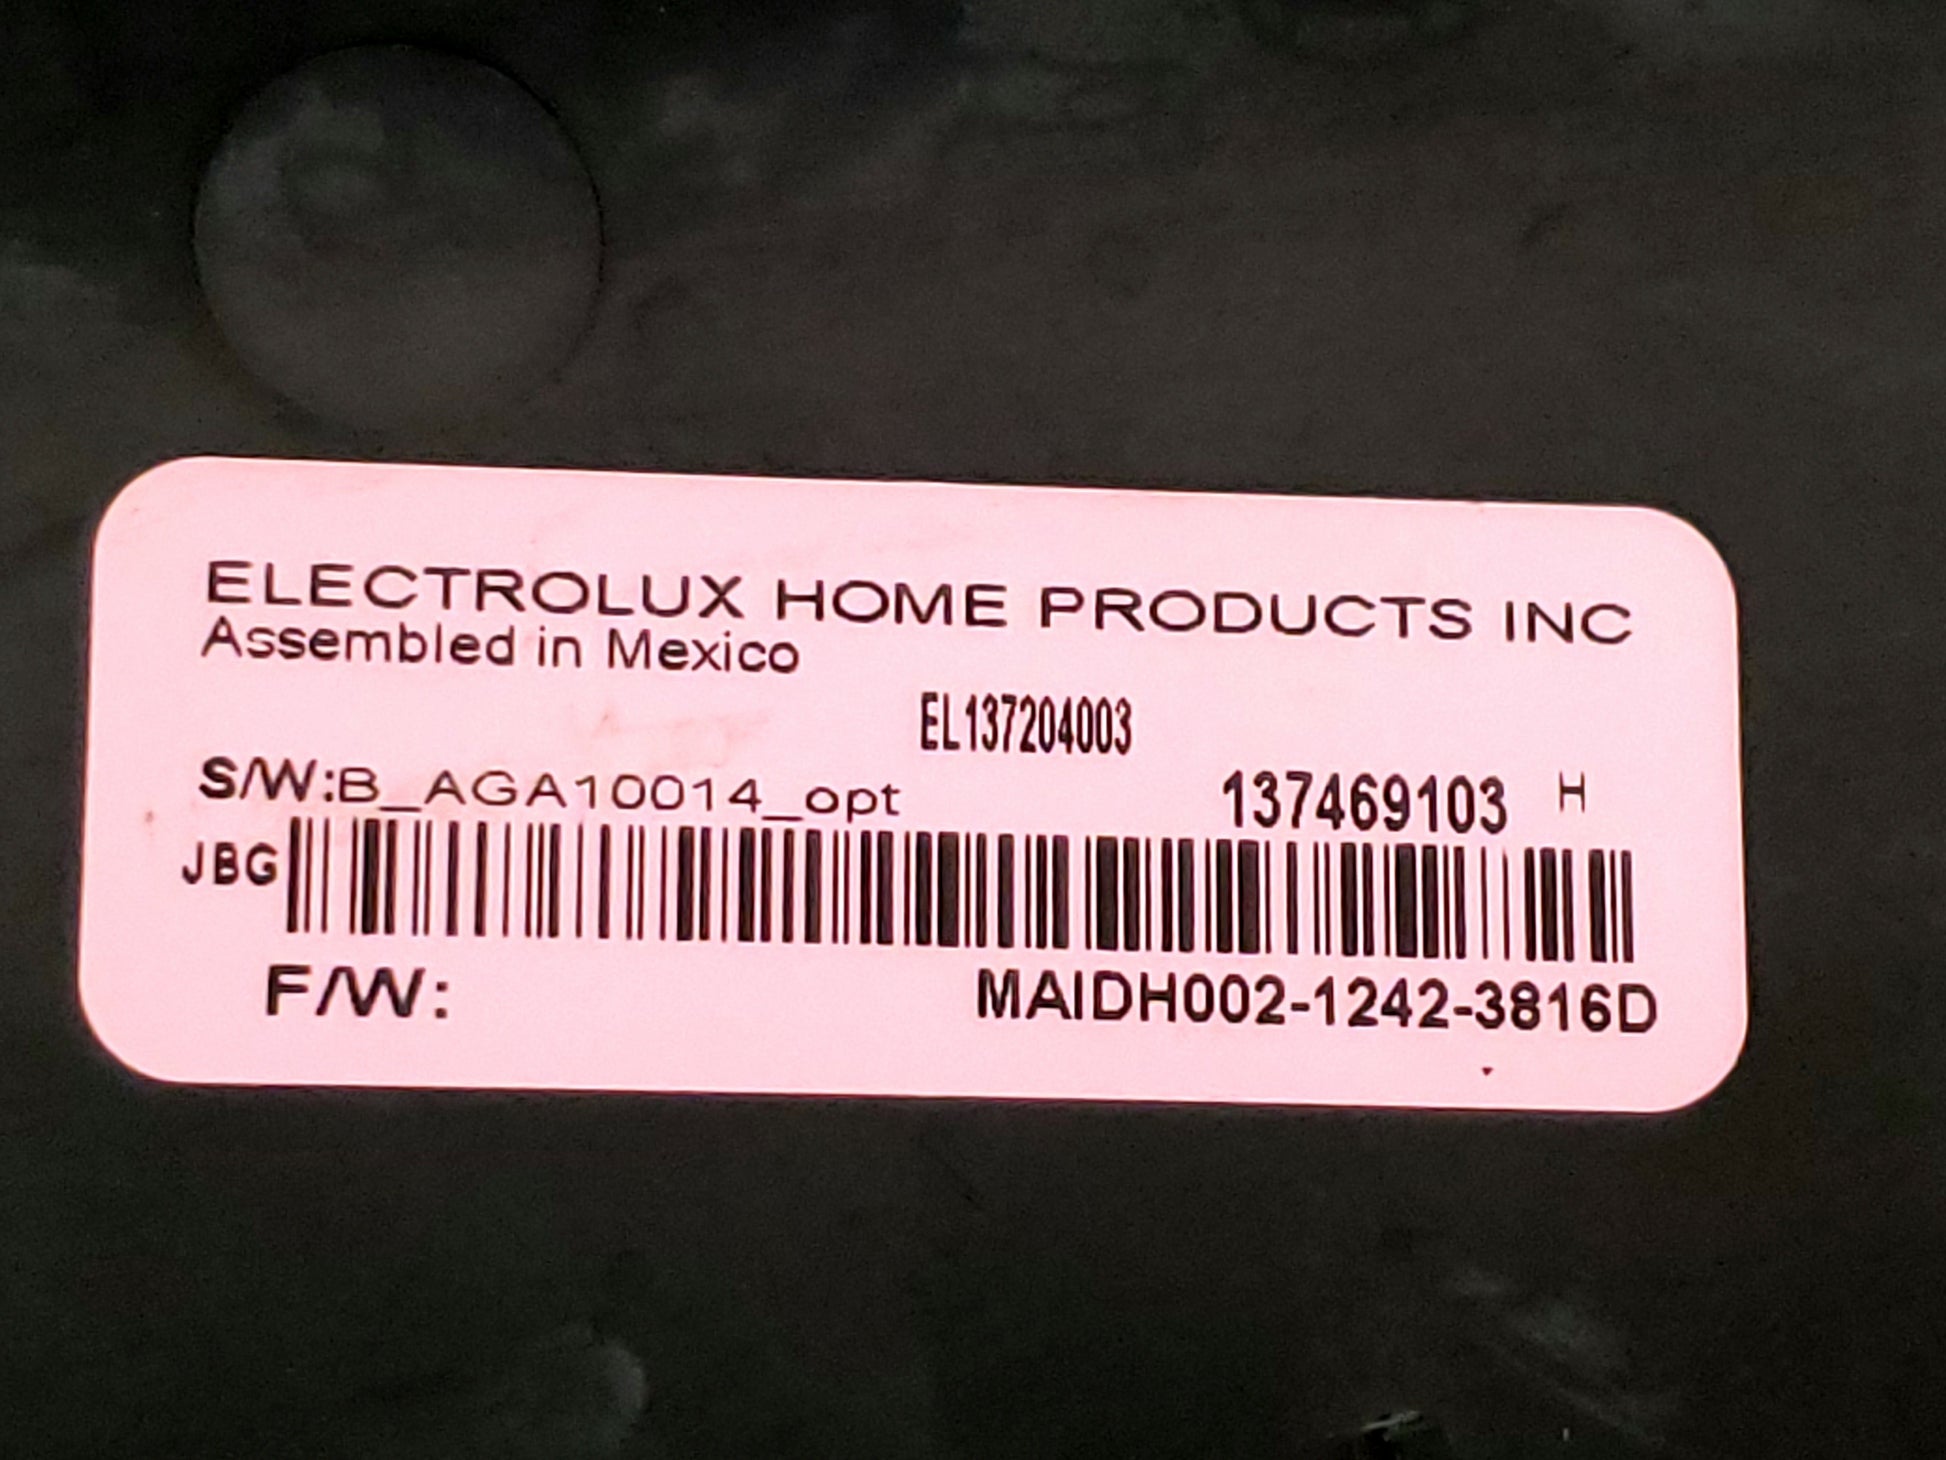 ELECTROLUX HOME PRODUCTS INC
Assembled in Mexico
EL137204003
S/W:B_AGA10014_opt 137469103 H
JBG
F/W: MAIDH002-1242-3816D